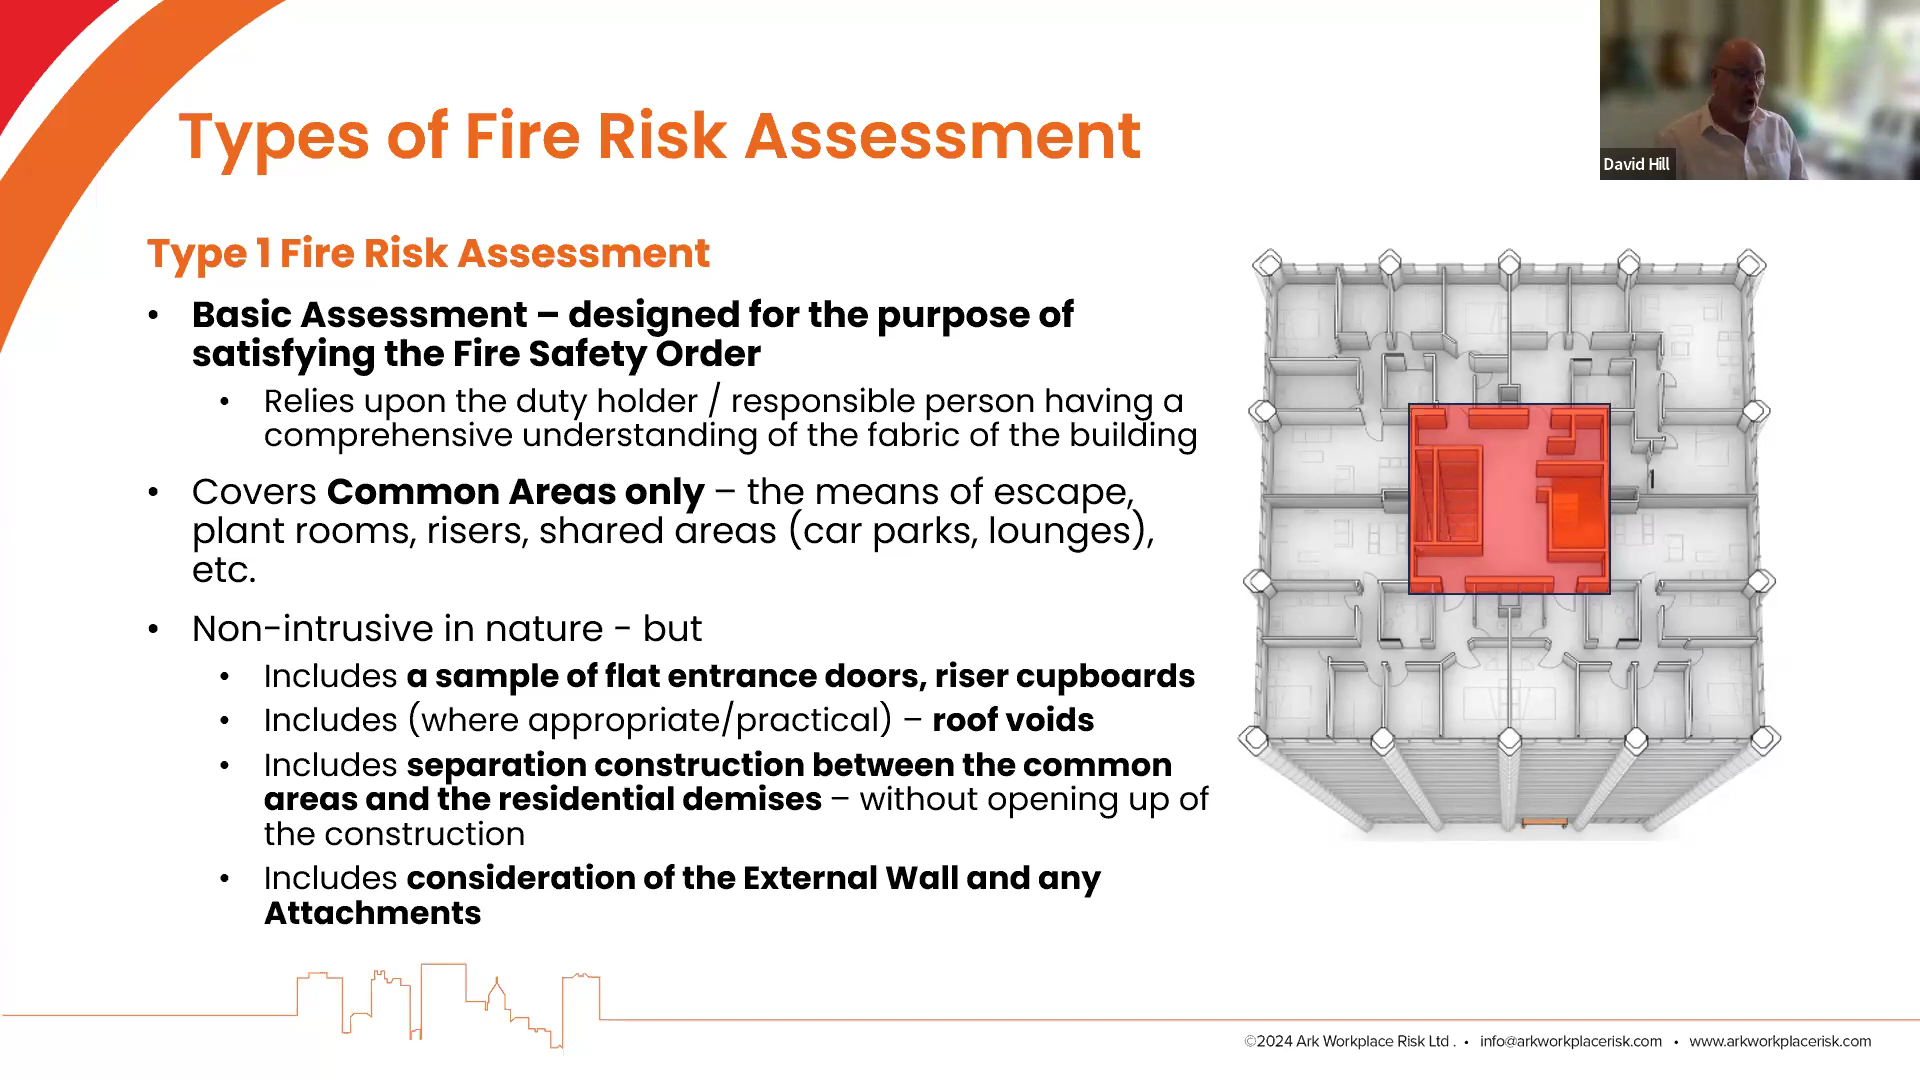 David Hill
Types of Fire Risk Assessment
Type 1 Fire Risk Assessment
• Basic Assessment – designed for the purpose of
satisfying the Fire Safety Order
• Relies upon the duty holder / responsible person having a
comprehensive understanding of the fabric of the building
• Covers Common Areas only – the means of escape,
plant rooms, risers, shared areas (car parks, lounges),
etc.
• Non-intrusive in nature - but
• Includes a sample of flat entrance doors, riser cupboards
• Includes (where appropriate/practical) – roof voids
• Includes separation construction between the common
areas and the residential demises – without opening up of
the construction
• Includes consideration of the External Wall and any
Attachments
©2024 Ark Workplace Risk Ltd . • info@arkworkplacerisk.com • www.arkworkplacerisk.com